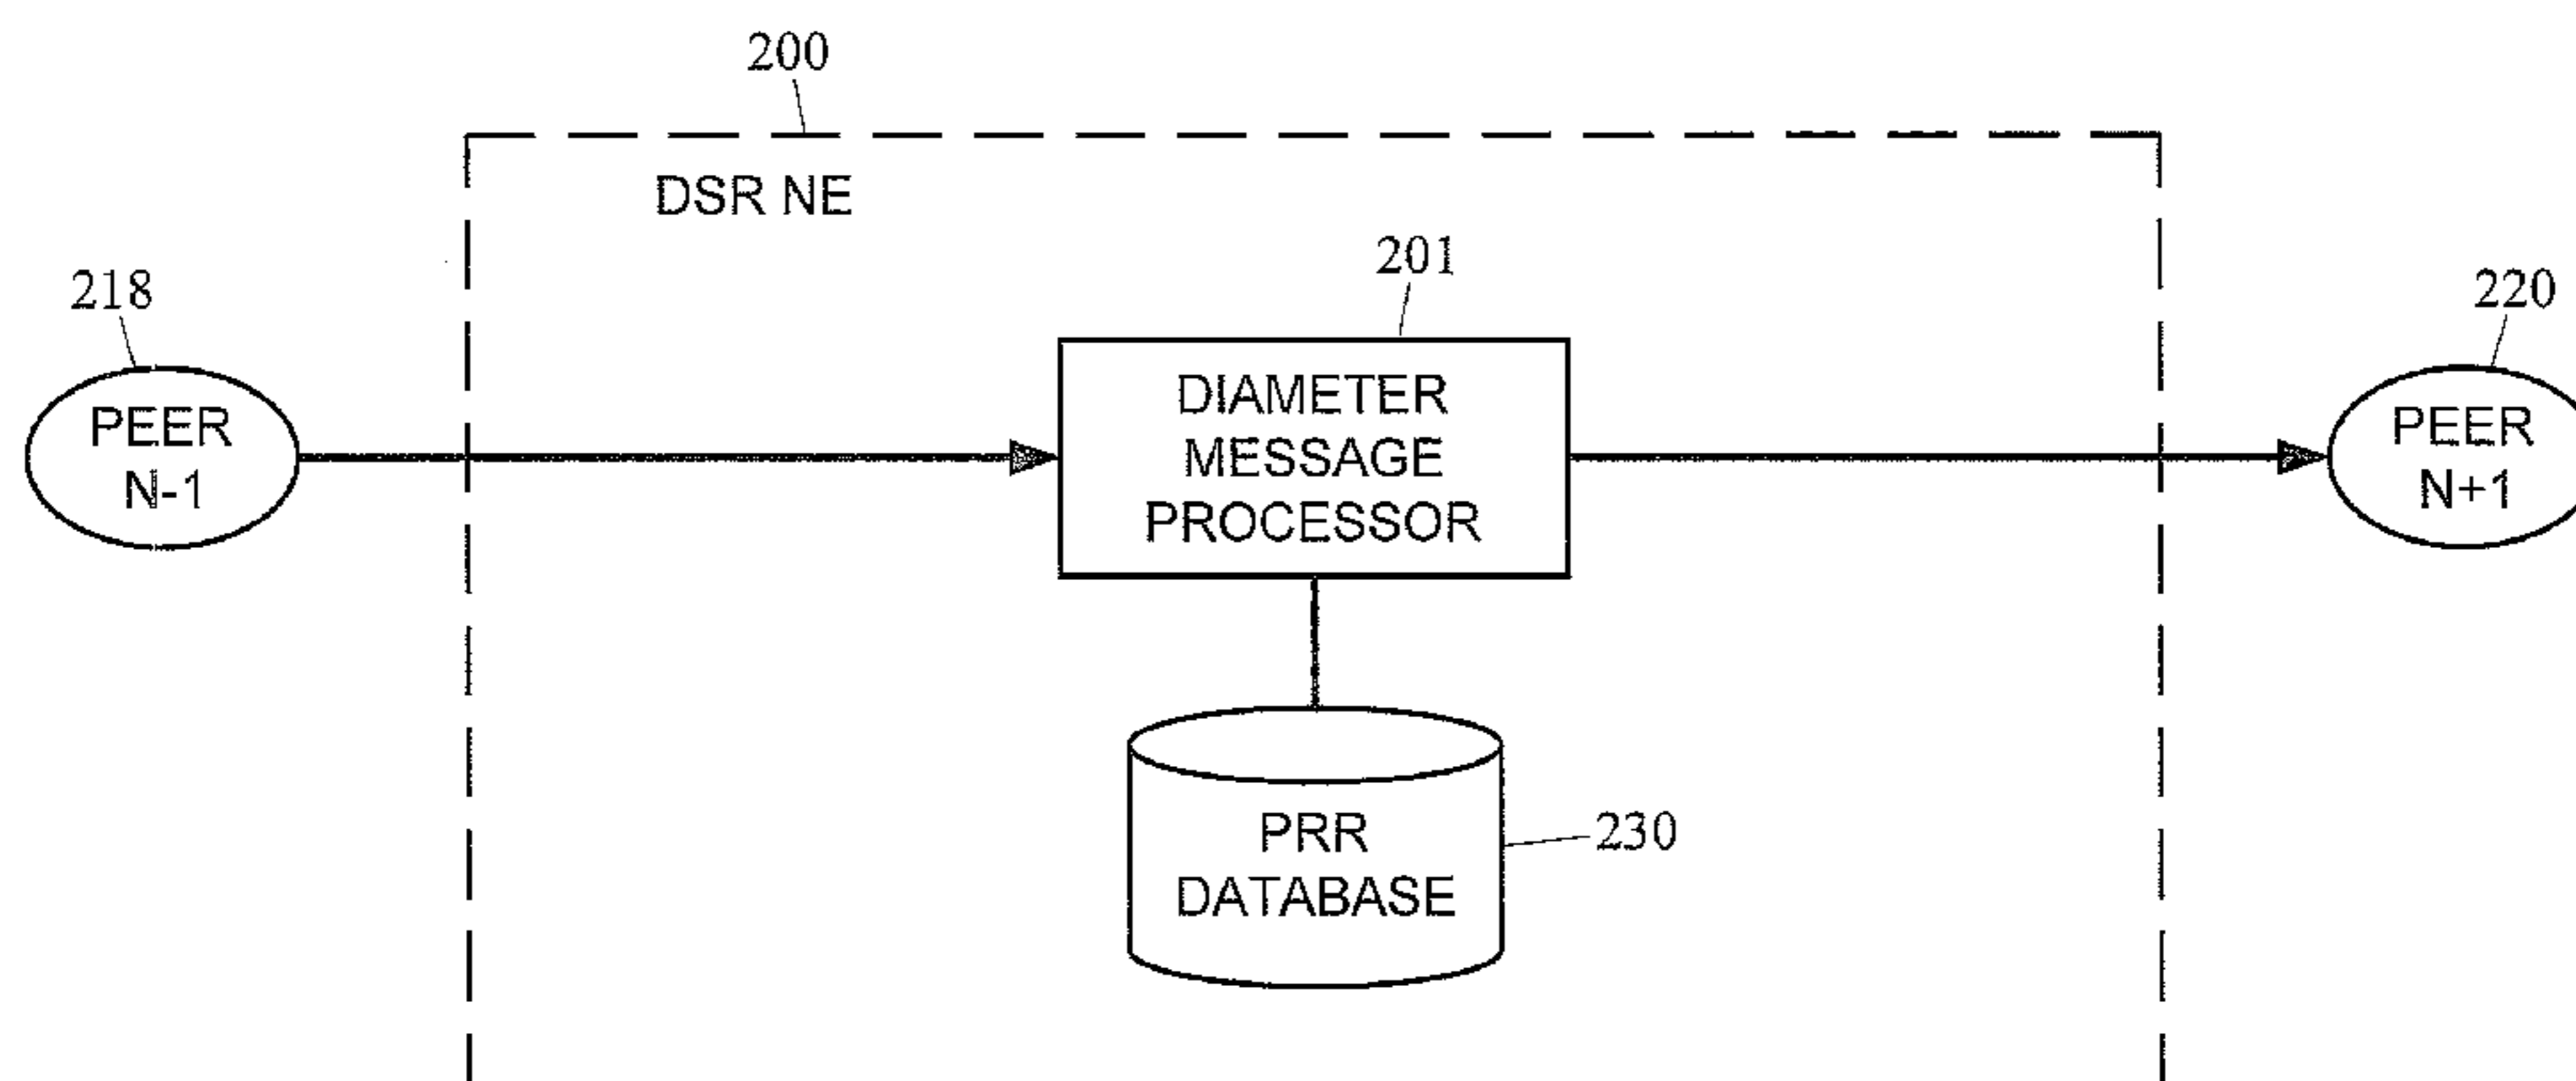 200
DSR NE
201
218
220
DIAMETER
MESSAGE
PROCESSOR
PEER
N-1
PEER
N+1
PRR
DATABASE
230